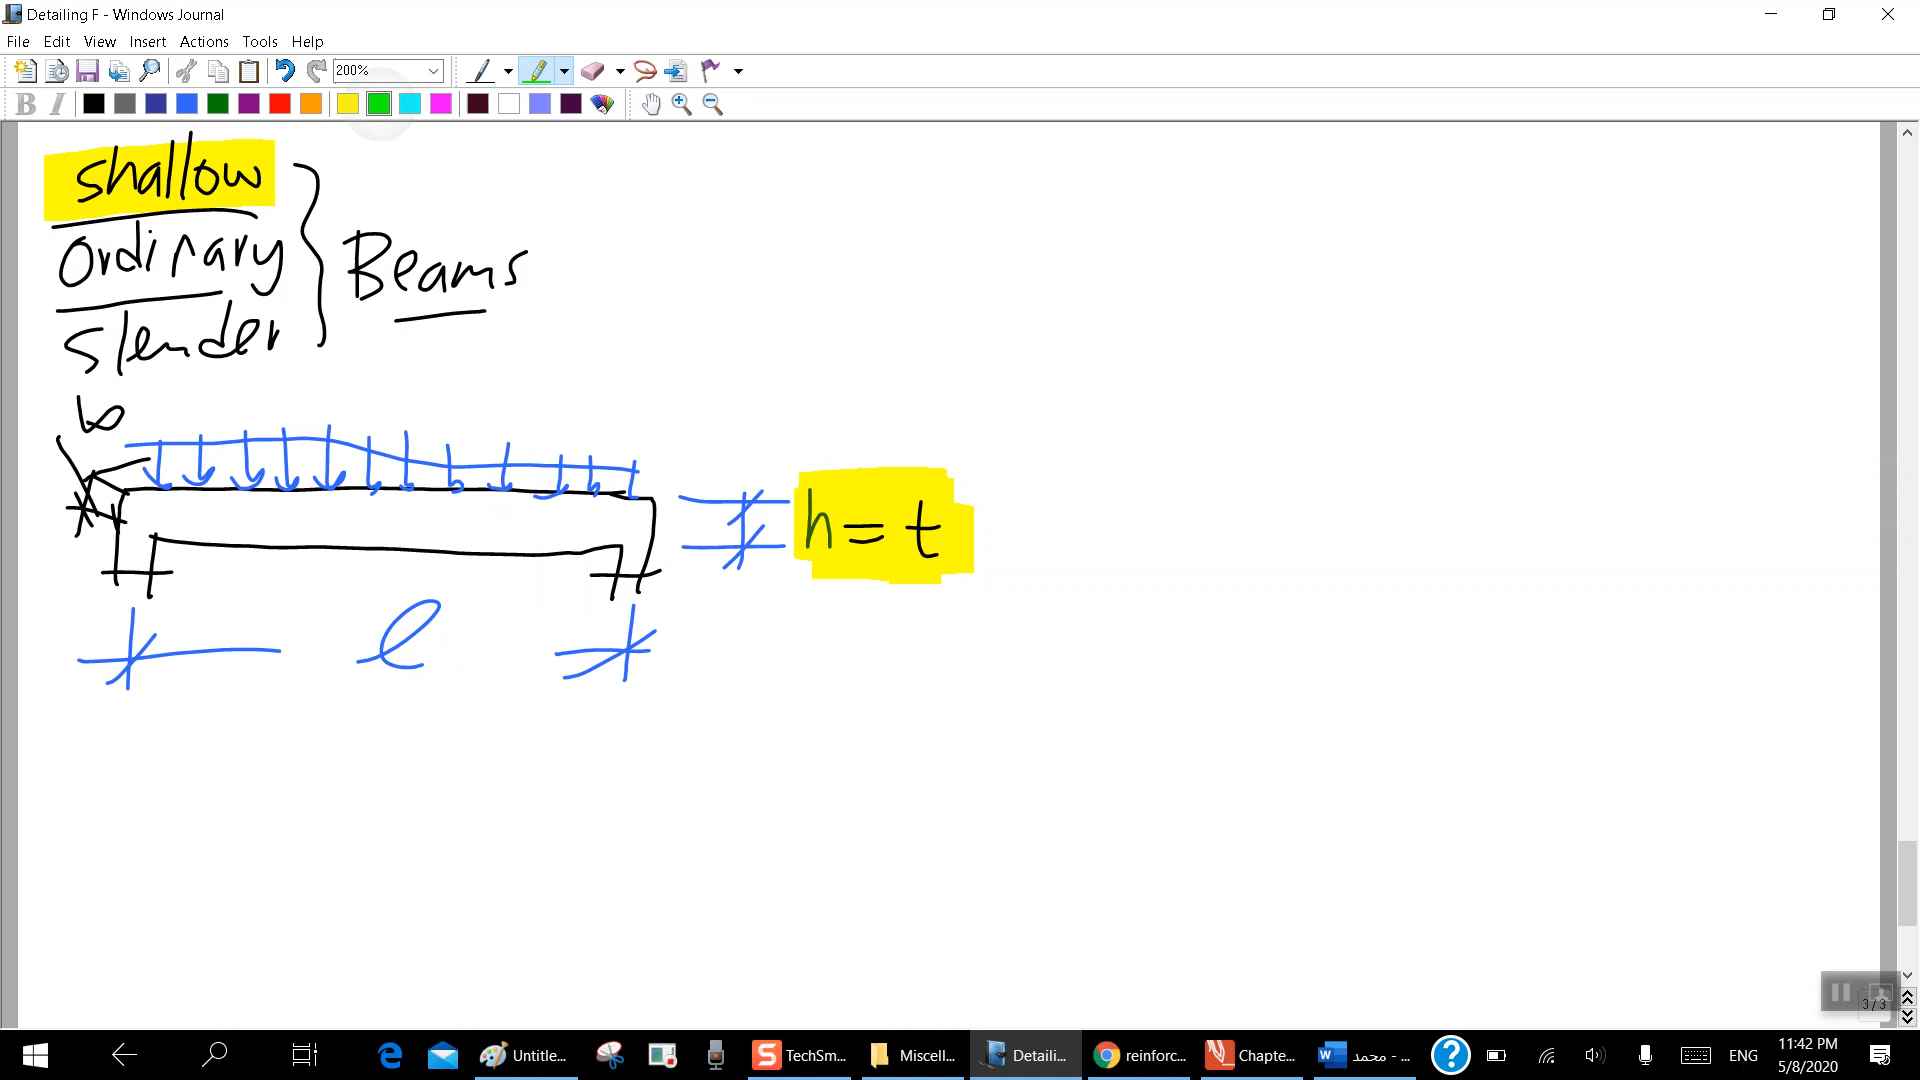 Detailing F - Windows Journal
File Edit View Insert Actions Tools Help
200%
B I
shallow
Ordinary
slender
Beams
b
h = t
l
3 / 3
Untitle...
TechSm...
Miscell...
Detaili...
reinforc...
Chapte...
محمد - ...
ENG
11:42 PM
5/8/2020